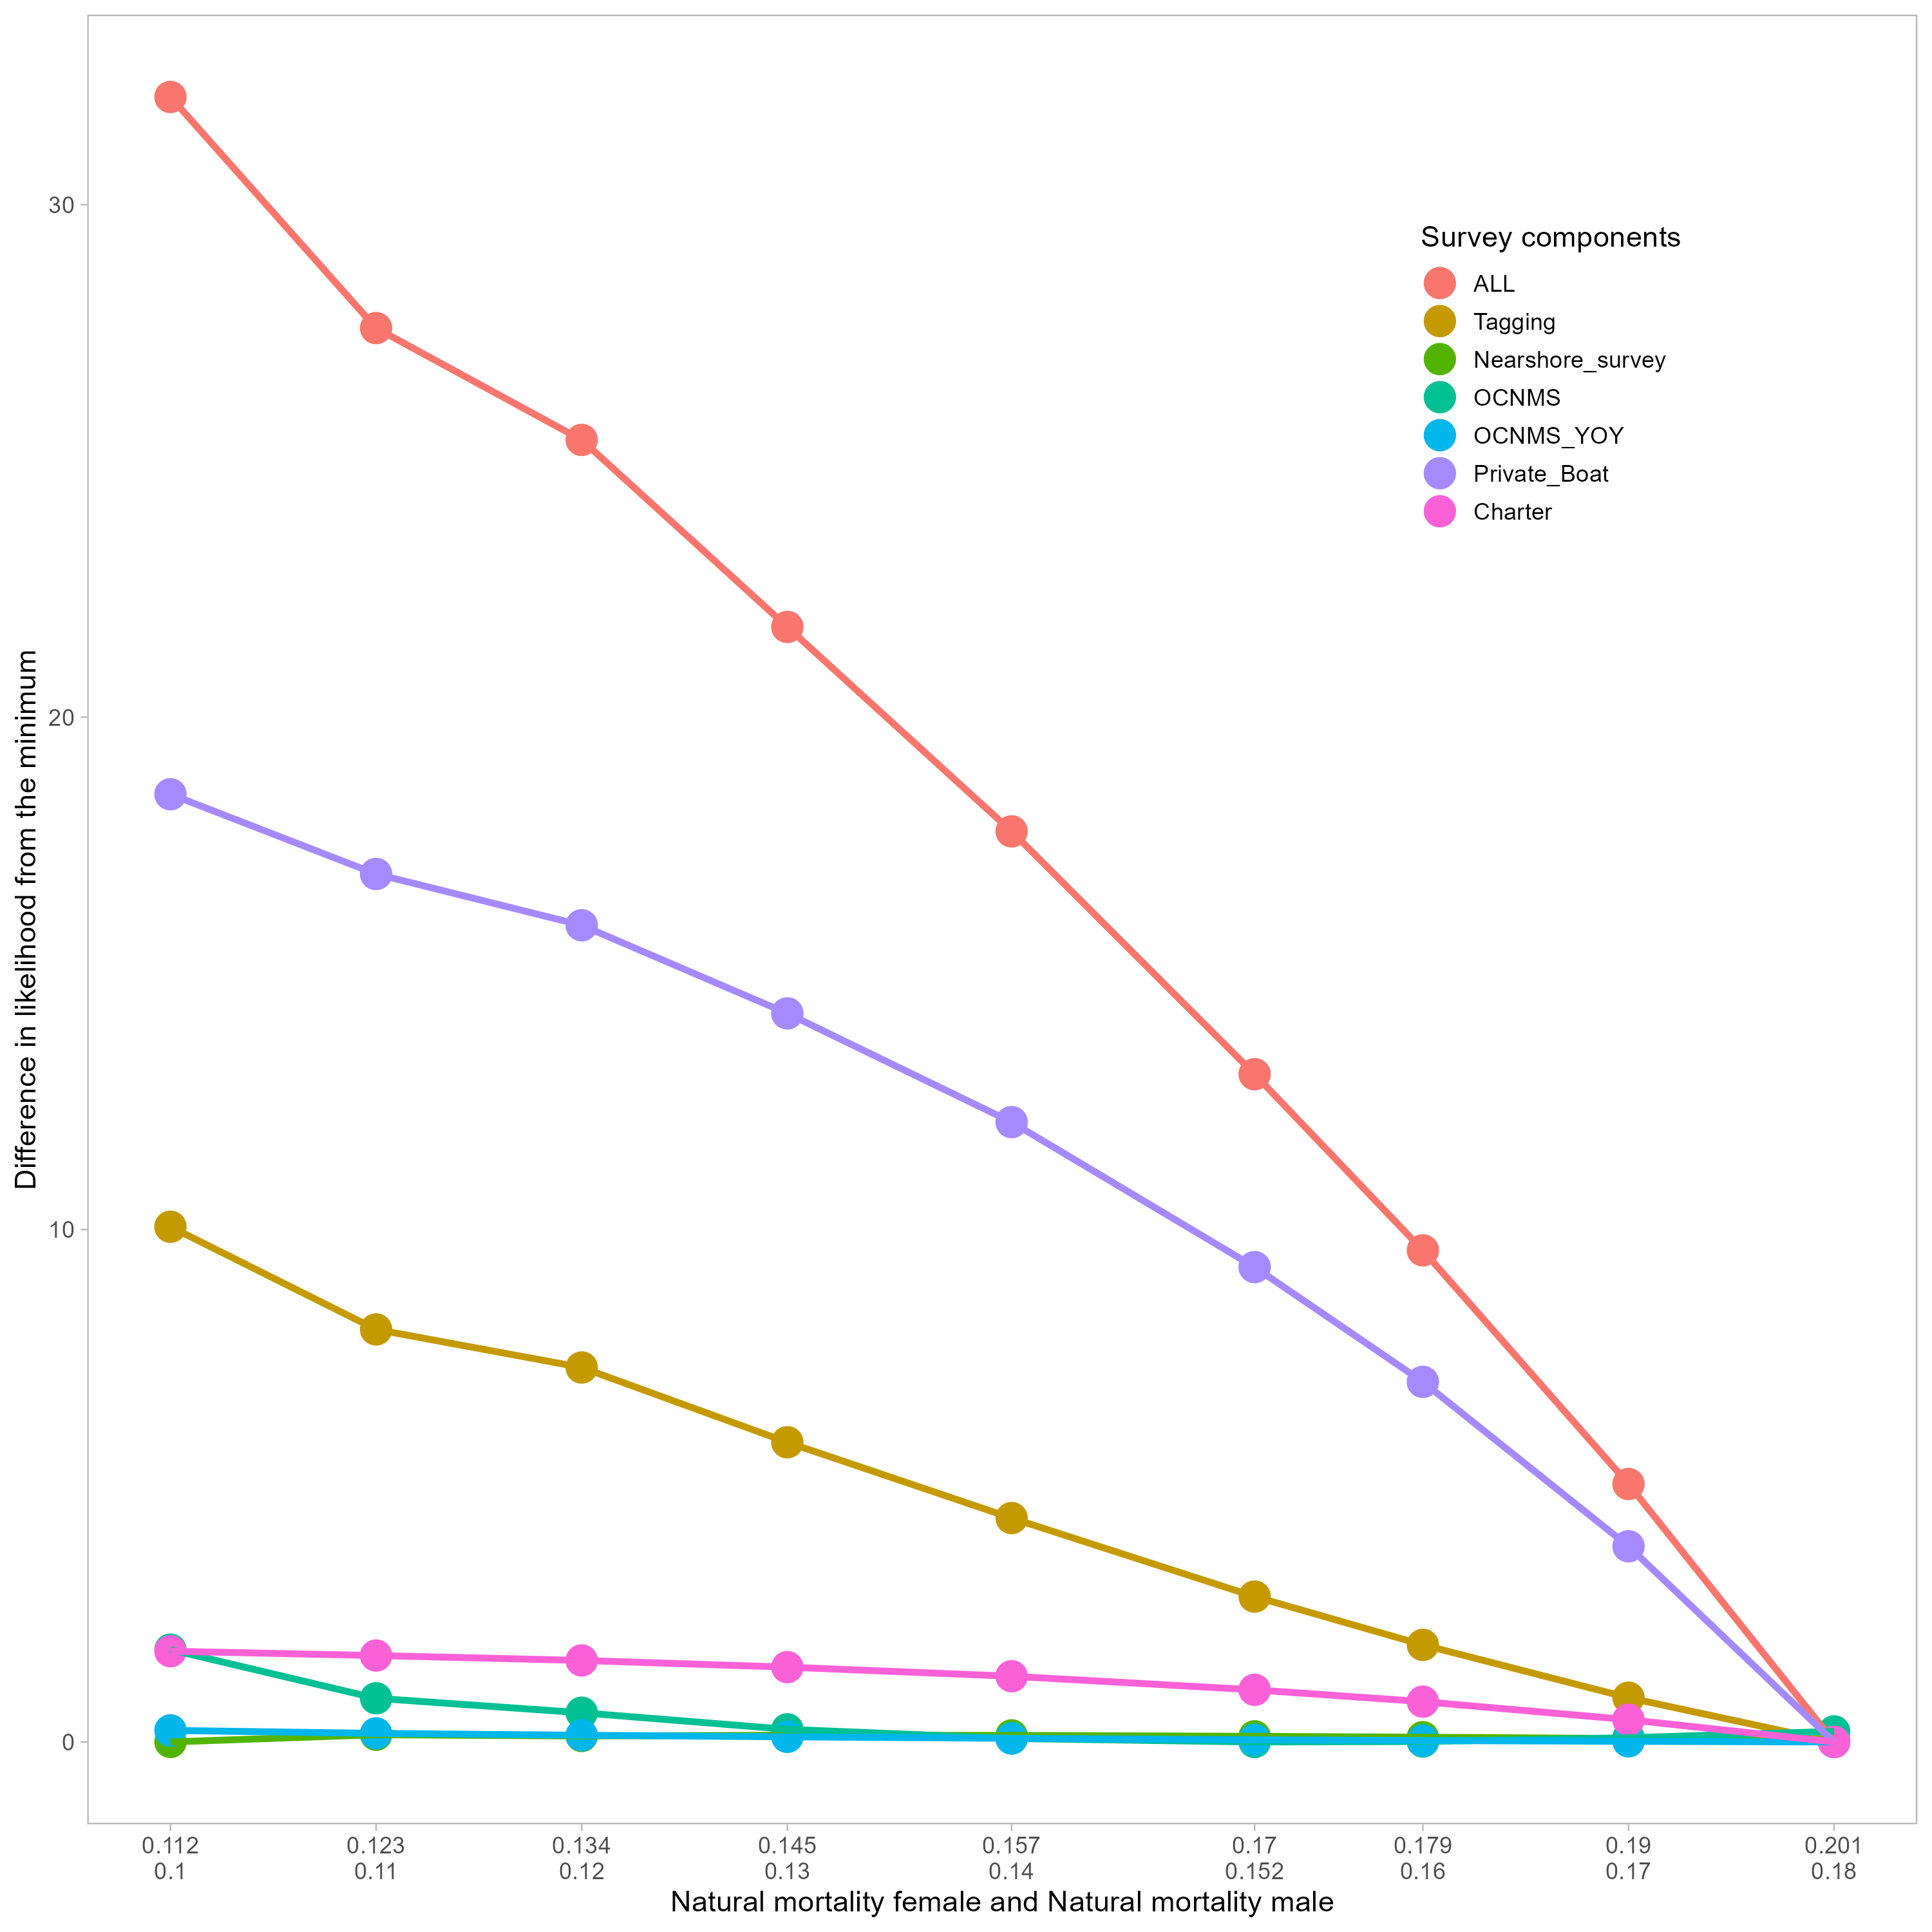 30
20
10
0
Difference in likelihood from the minimum
Survey components
ALL
Tagging
Nearshore_survey
OCNMS
OCNMS_YOY
Private_Boat
Charter
0.112 0.123 0.134 0.145 0.157 0.17 0.179 0.19 0.201
0.1 0.11 0.12 0.13 0.14 0.152 0.16 0.17 0.18
Natural mortality female and Natural mortality male